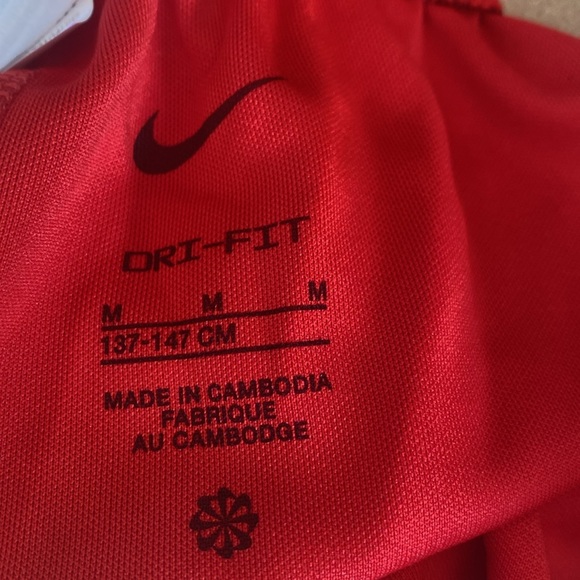 DRI-FIT
M M M
137-147 CM
MADE IN CAMBODIA
FABRIQUE
AU CAMBODGE